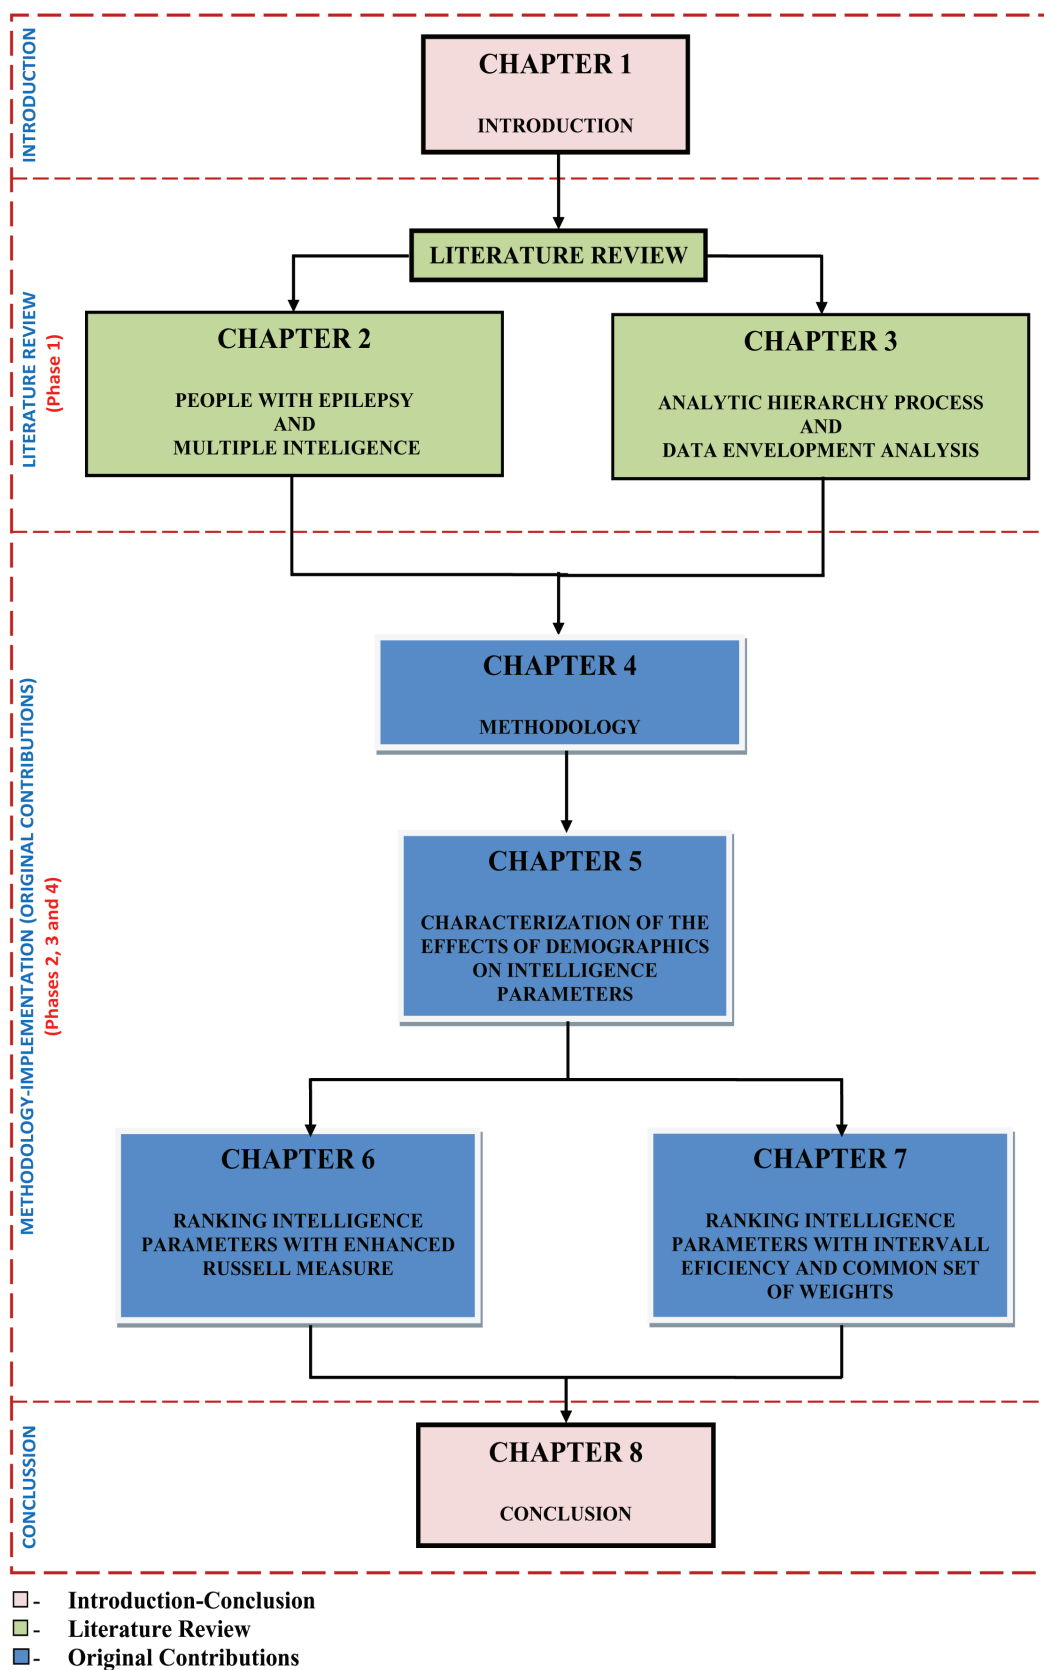 INTRODUCTION
CHAPTER 1
INTRODUCTION
LITERATURE REVIEW
(Phase 1)
LITERATURE REVIEW
CHAPTER 2
PEOPLE WITH EPILEPSY
AND
MULTIPLE INTELIGENCE
CHAPTER 3
ANALYTIC HIERARCHY PROCESS
AND
DATA ENVELOPMENT ANALYSIS
METHODOLOGY-IMPLEMENTATION (ORIGINAL CONTRIBUTIONS)
(Phases 2, 3 and 4)
CHAPTER 4
METHODOLOGY
CHAPTER 5
CHARACTERIZATION OF THE
EFFECTS OF DEMOGRAPHICS
ON INTELLIGENCE
PARAMETERS
CHAPTER 6
RANKING INTELLIGENCE
PARAMETERS WITH ENHANCED
RUSSELL MEASURE
CHAPTER 7
RANKING INTELLIGENCE
PARAMETERS WITH INTERVALL
EFICIENCY AND COMMON SET
OF WEIGHTS
CONCLUSSION
CHAPTER 8
CONCLUSION
- Introduction-Conclusion
- Literature Review
- Original Contributions